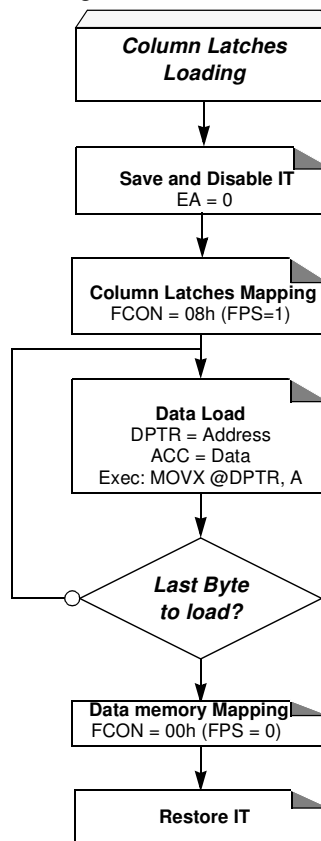 Column Latches
Loading
Save and Disable IT
EA = 0
Column Latches Mapping
FCON = 08h (FPS=1)
Data Load
DPTR = Address
ACC = Data
Exec: MOVX @DPTR, A
Last Byte
to load?
Data memory Mapping
FCON = 00h (FPS = 0)
Restore IT